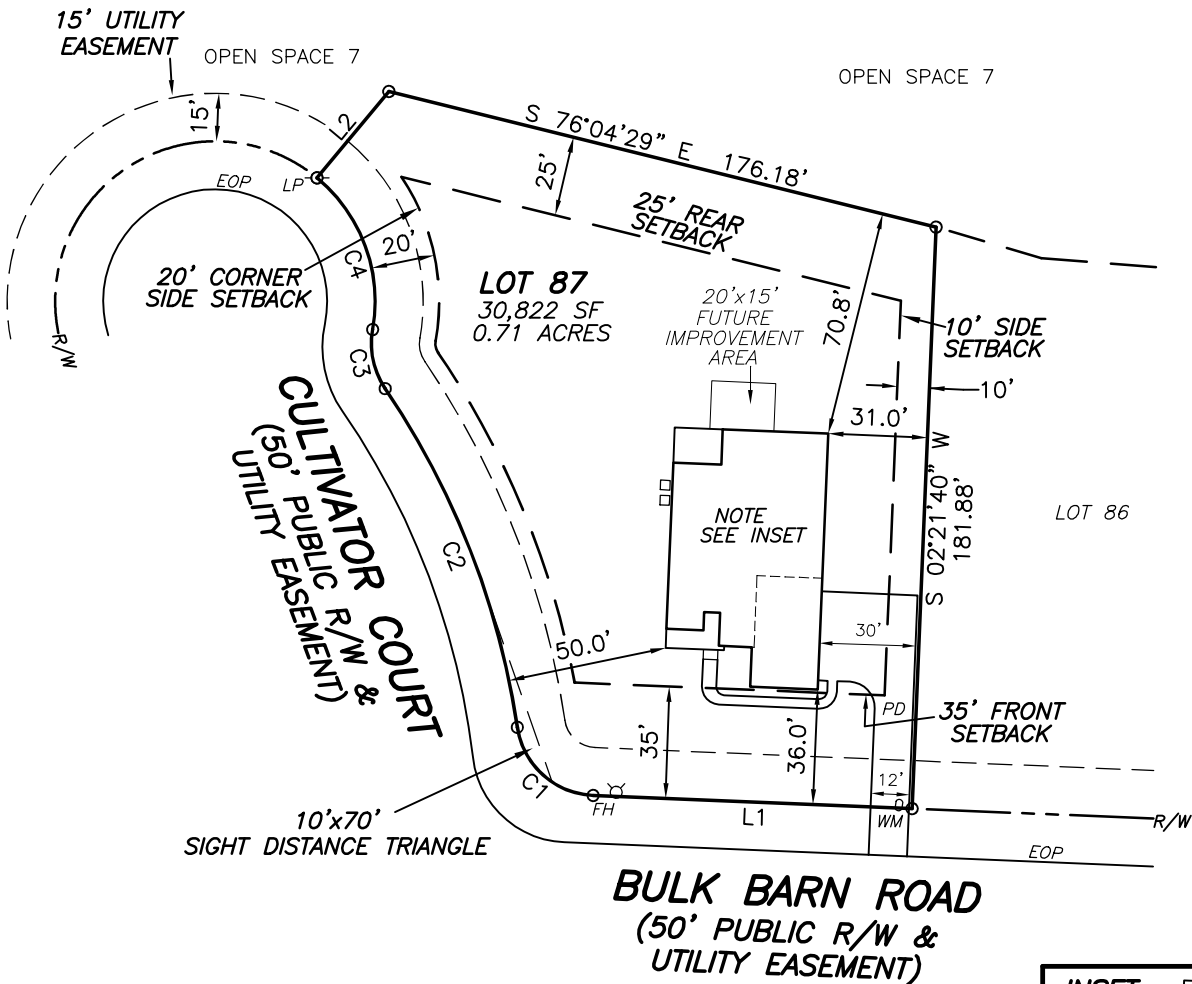 15' UTILITY
EASEMENT
OPEN SPACE 7
OPEN SPACE 7
15'
L2
S 76°04'29" E 176.18'
25'
25' REAR
SETBACK
EOP
LP
R/W
20' CORNER
SIDE SETBACK
C4
20'
LOT 87
30,822 SF
0.71 ACRES
20'x15'
FUTURE
IMPROVEMENT
AREA
70.8'
10' SIDE
SETBACK
10'
31.0'
C3
CULTIVATOR COURT
(50' PUBLIC R/W &
UTILITY EASEMENT)
C2
NOTE
SEE INSET
S 02°21'40" W
181.88'
LOT 86
50.0'
30'
35'
36.0'
PD
35' FRONT
SETBACK
12'
C1
FH
L1
WM
R/W
10'x70'
SIGHT DISTANCE TRIANGLE
EOP
BULK BARN ROAD
(50' PUBLIC R/W &
UTILITY EASEMENT)